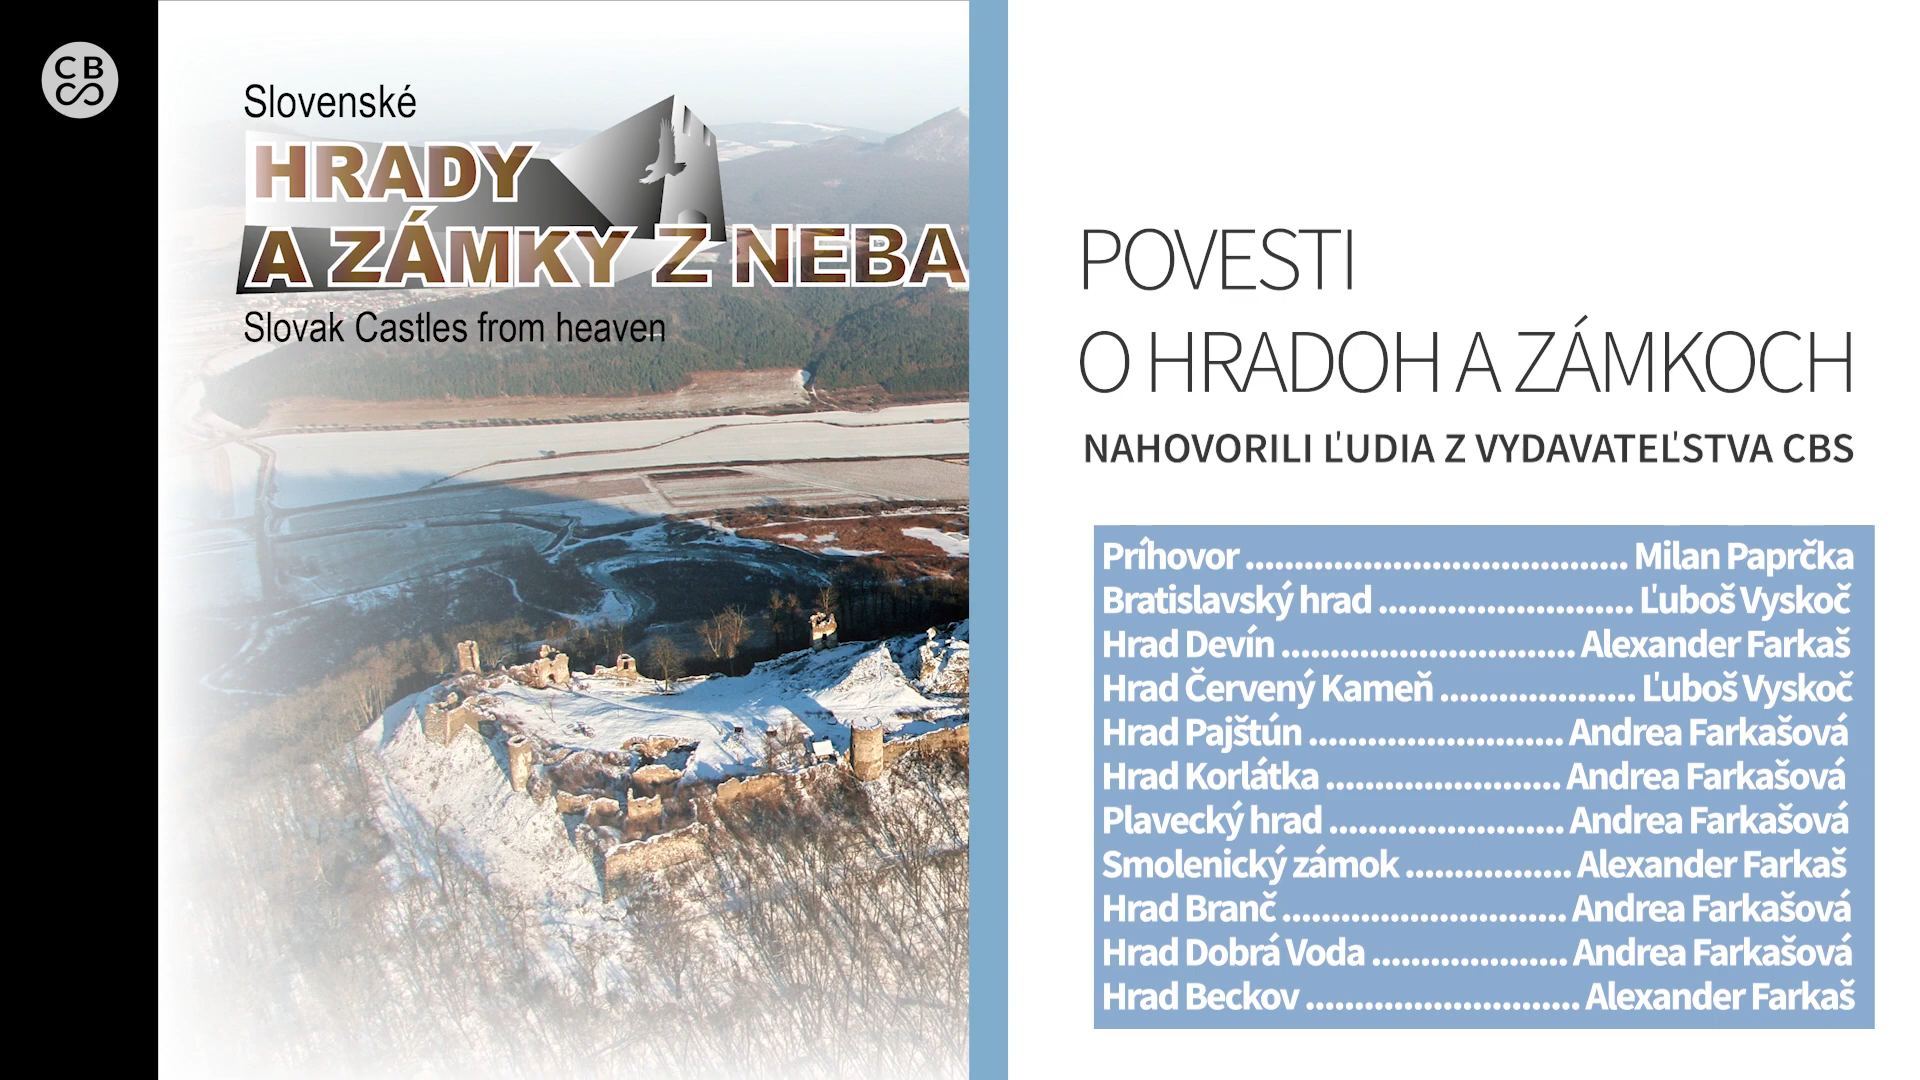 CB
CS
Slovenské
HRADY
A ZÁMKY Z NEBA
Slovak Castles from heaven
POVESTI
O HRADOH A ZÁMKOCH
NAHOVORILI ĽUDIA Z VYDAVATEĽSTVA CBS
Príhovor ....................................... Milan Paprčka
Bratislavský hrad .......................... Ľuboš Vyskoč
Hrad Devín .............................. Alexander Farkaš
Hrad Červený Kameň .................... Ľuboš Vyskoč
Hrad Pajštún .......................... Andrea Farkašová
Hrad Korlátka ........................ Andrea Farkašová
Plavecký hrad ........................ Andrea Farkašová
Smolenický zámok ................. Alexander Farkaš
Hrad Branč ............................. Andrea Farkašová
Hrad Dobrá Voda .................... Andrea Farkašová
Hrad Beckov ............................ Alexander Farkaš